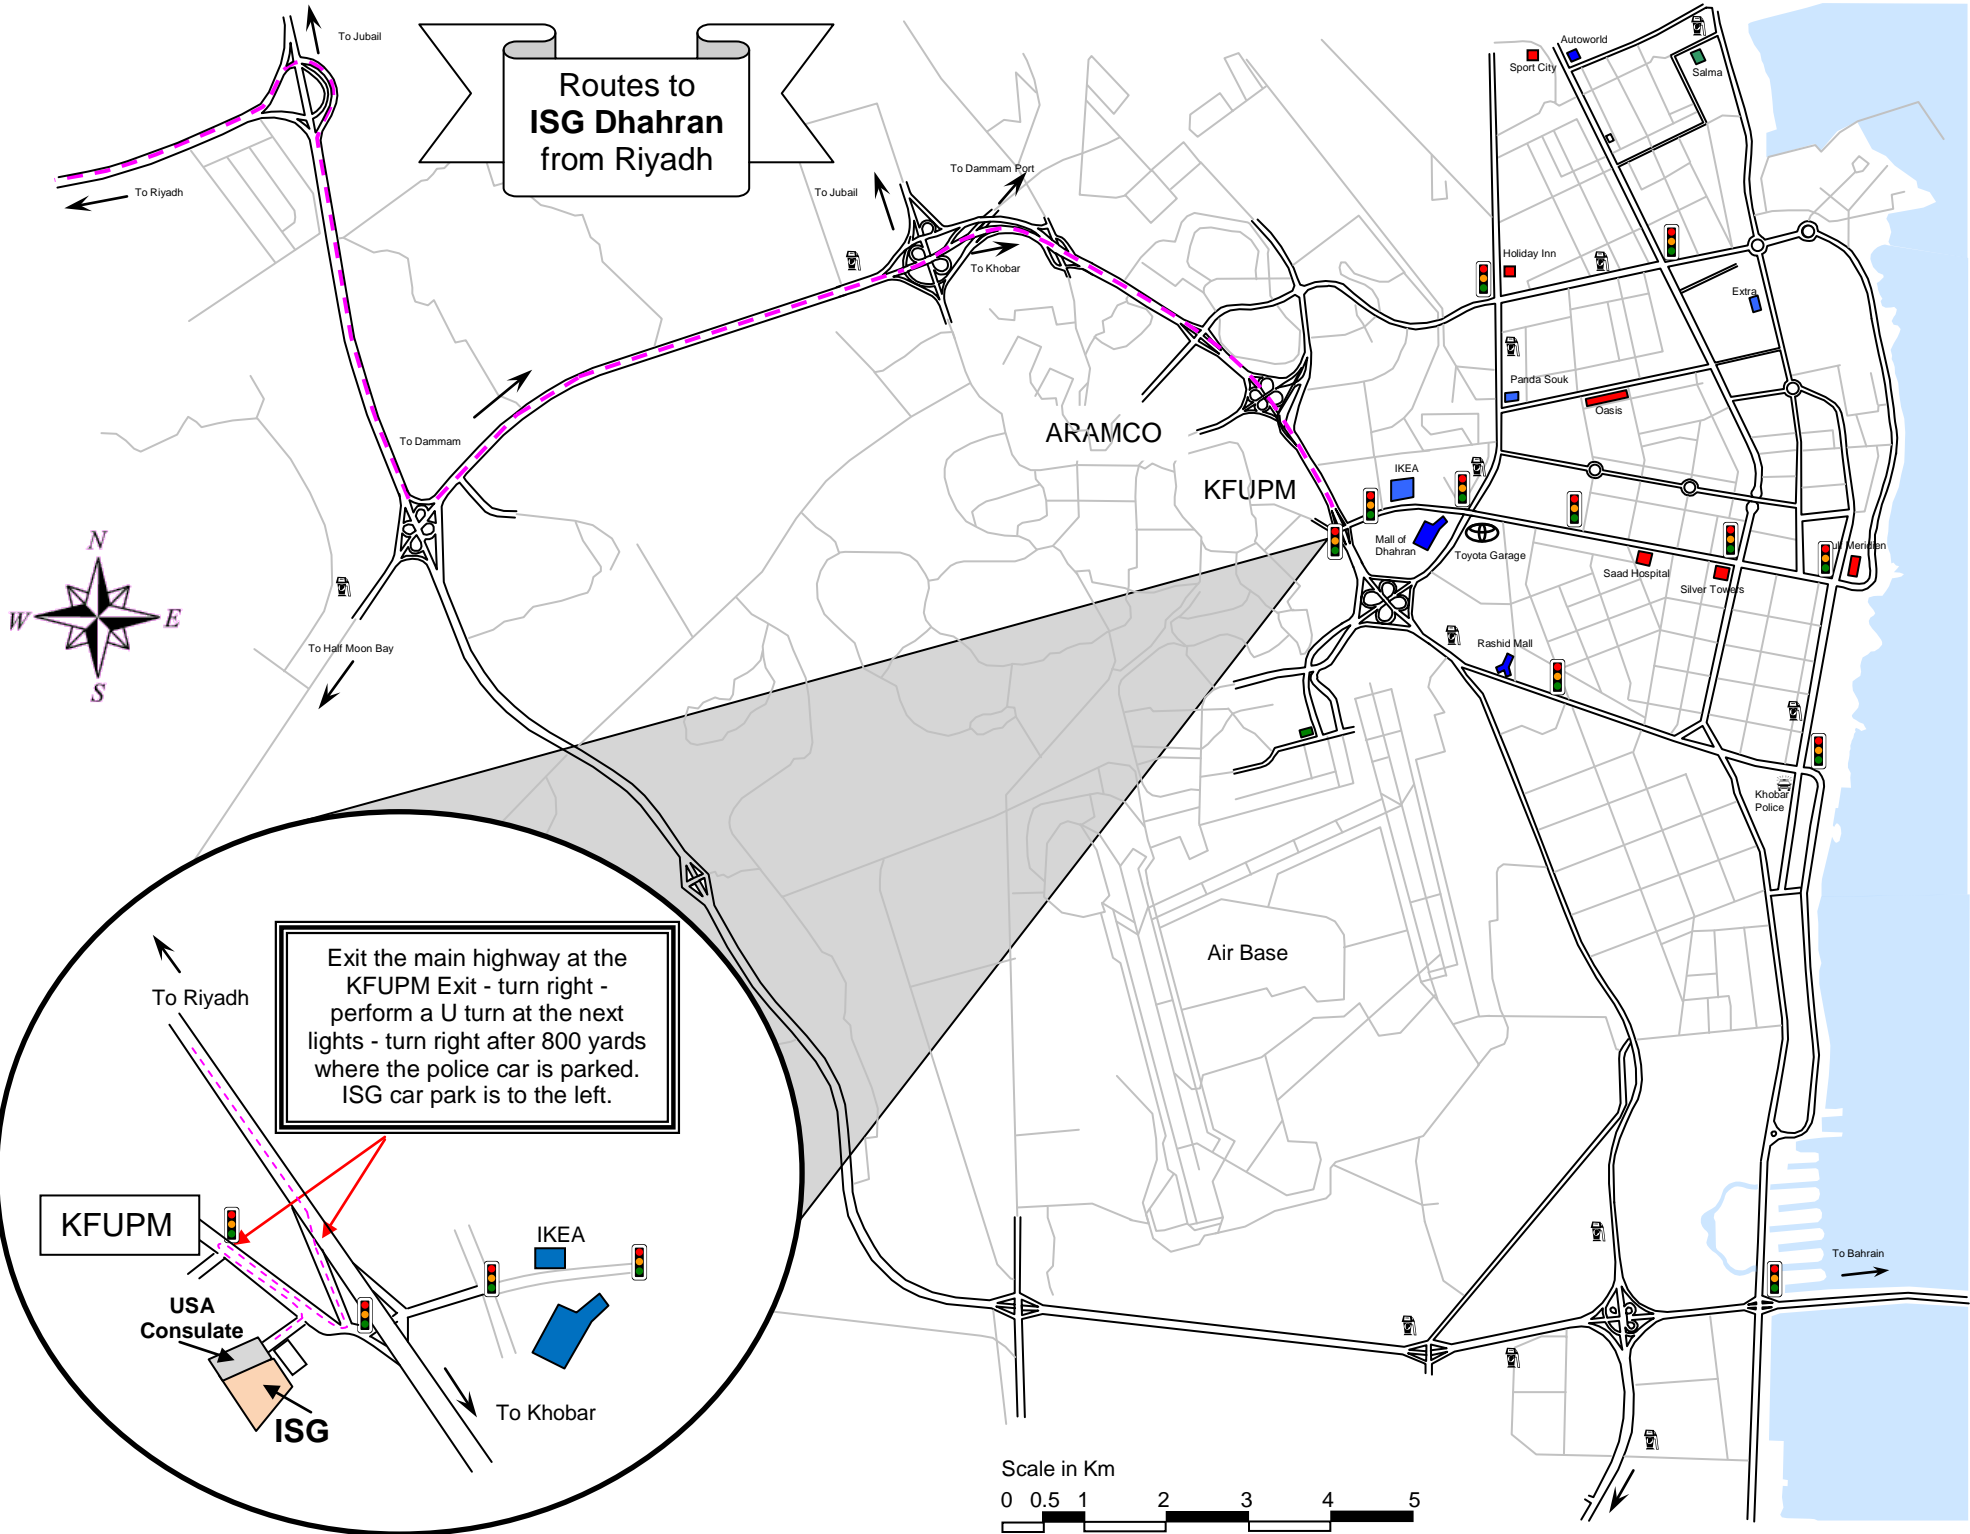 To Jubail
Routes to
ISG Dhahran
from Riyadh
Autoworld
Sport City
Salma
To Riyadh
To Jubail
To Dammam Port
To Khobar
Holiday Inn
Extra
Panda Souk
Oasis
To Dammam
ARAMCO
KFUPM
IKEA
Mall of
Dhahran
Toyota Garage
Meridien
Saad Hospital
Silver Towers
N
W
E
S
To Half Moon Bay
Rashid Mall
Khobar
Police
Air Base
Exit the main highway at the
KFUPM Exit - turn right -
perform a U turn at the next
lights - turn right after 800 yards
where the police car is parked.
ISG car park is to the left.
To Riyadh
KFUPM
IKEA
USA
Consulate
ISG
To Khobar
To Bahrain
Scale in Km
0 0.5 1 2 3 4 5